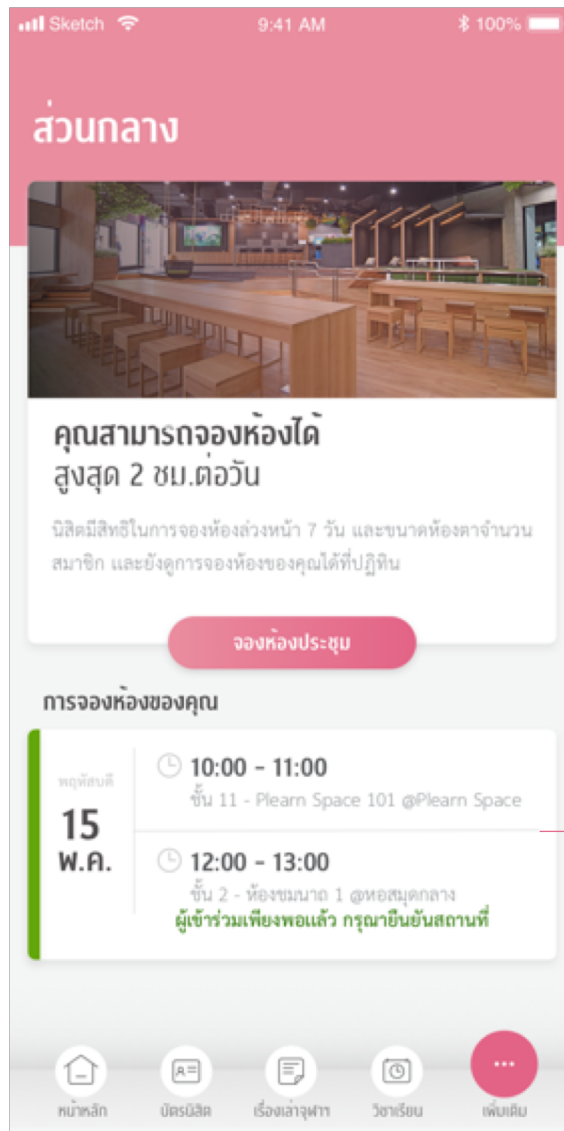 Sketch 9:41 AM 100%
ส่วนกลาง
คุณสามารถจองห้องได้
สูงสุด 2 ชม.ต่อวัน
นิสิตมีสิทธิในการจองห้องล่วงหน้า 7 วัน และขนาดห้องตาจำนวน
สมาชิก และยังดูการจองห้องของคุณได้ที่ปฏิทิน
จองห้องประชุม
การจองห้องของคุณ
พฤหัสบดี
15
พ.ค.
10:00 - 11:00
ชั้น 11 - Plearn Space 101 @Plearn Space
12:00 - 13:00
ชั้น 2 - ห้องชมนาด 1 @หอสมุดกลาง
ผู้เข้าร่วมเพียงพอแล้ว กรุณายืนยันสถานที่
หน้าหลัก บัตรนิสิต เรื่องเล่าจุฬาฯ วิชาเรียน เพิ่มเติม